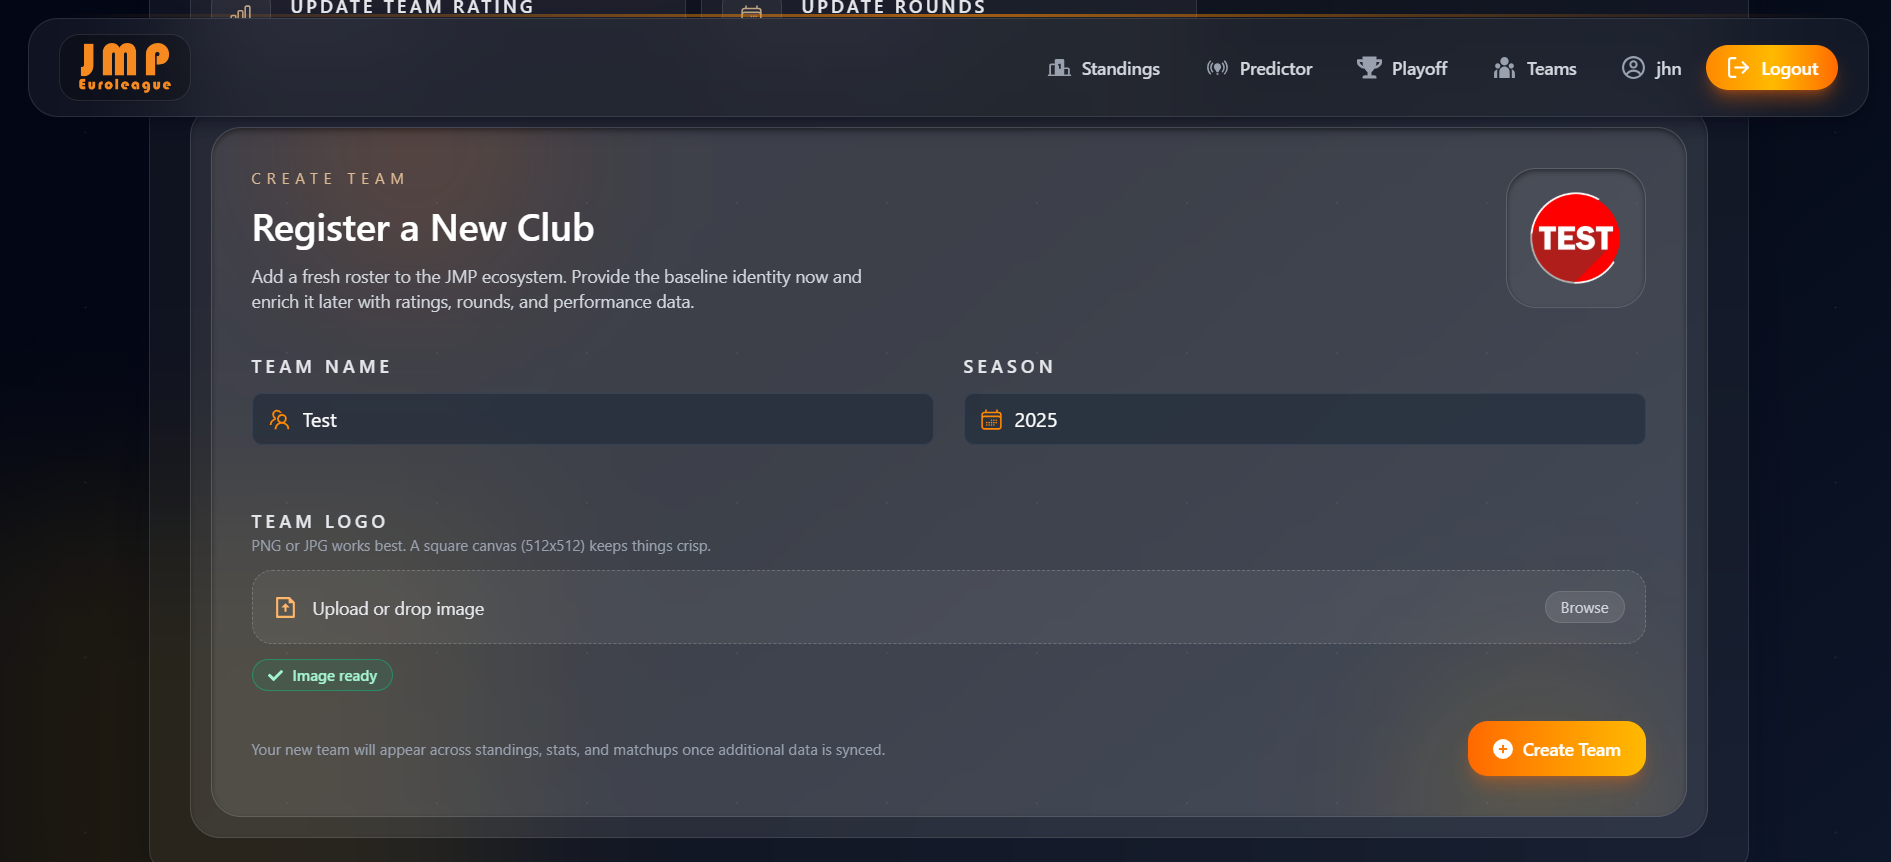 UPDATE TEAM RATING
UPDATE ROUNDS
JMP
Euroleague
Standings
Predictor
Playoff
Teams
jhn
Logout
CREATE TEAM
Register a New Club
Add a fresh roster to the JMP ecosystem. Provide the baseline identity now and
enrich it later with ratings, rounds, and performance data.
TEST
TEAM NAME
SEASON
Test
2025
TEAM LOGO
PNG or JPG works best. A square canvas (512x512) keeps things crisp.
Upload or drop image
Browse
Image ready
Your new team will appear across standings, stats, and matchups once additional data is synced.
Create Team